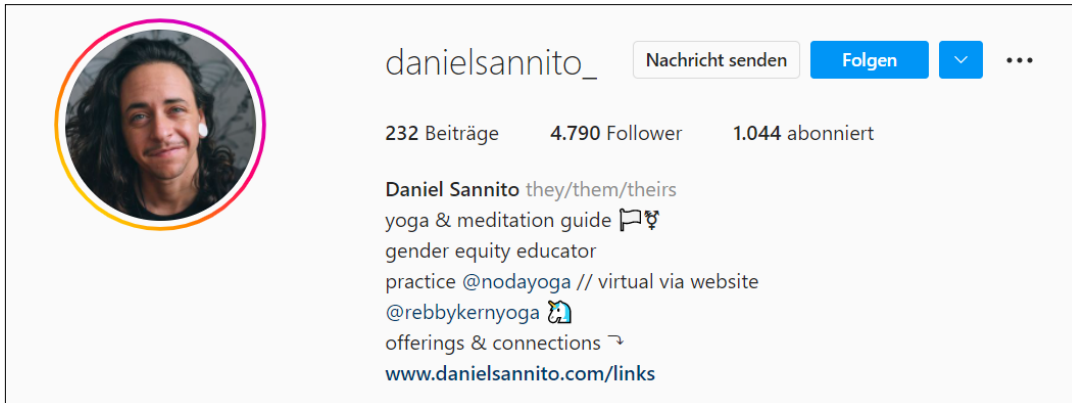 danielsannito_ Nachricht senden Folgen
232 Beiträge 4.790 Follower 1.044 abonniert
Daniel Sannito they/them/theirs
yoga & meditation guide 🏳⚧
gender equity educator
practice @nodayoga // virtual via website
@rebbykernyoga 🦄
offerings & connections ⤵
www.danielsannito.com/links